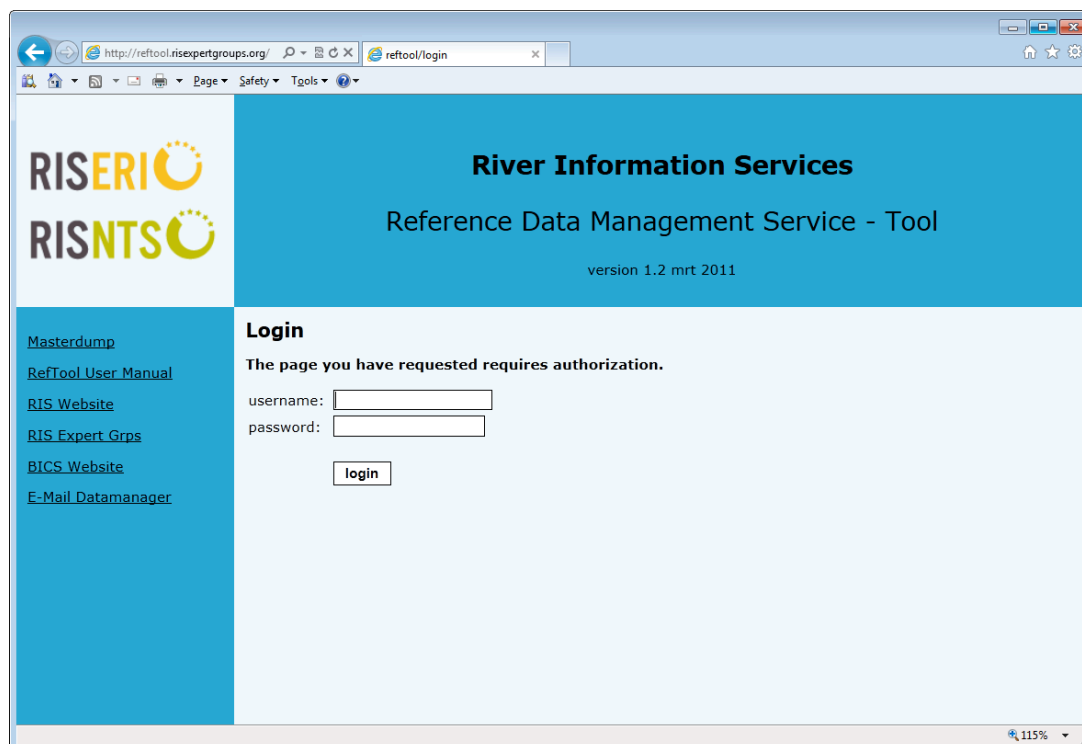 http://reftool.risexpertgroups.org/
reftool/login
Page Safety Tools
RISERI
RISNTS
River Information Services
Reference Data Management Service - Tool
version 1.2 mrt 2011
Masterdump
RefTool User Manual
RIS Website
RIS Expert Grps
BICS Website
E-Mail Datamanager
Login
The page you have requested requires authorization.
username:
password:
login
115%